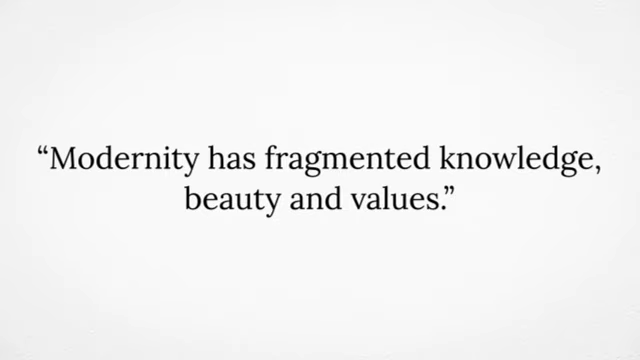 “Modernity has fragmented knowledge,
beauty and values.”